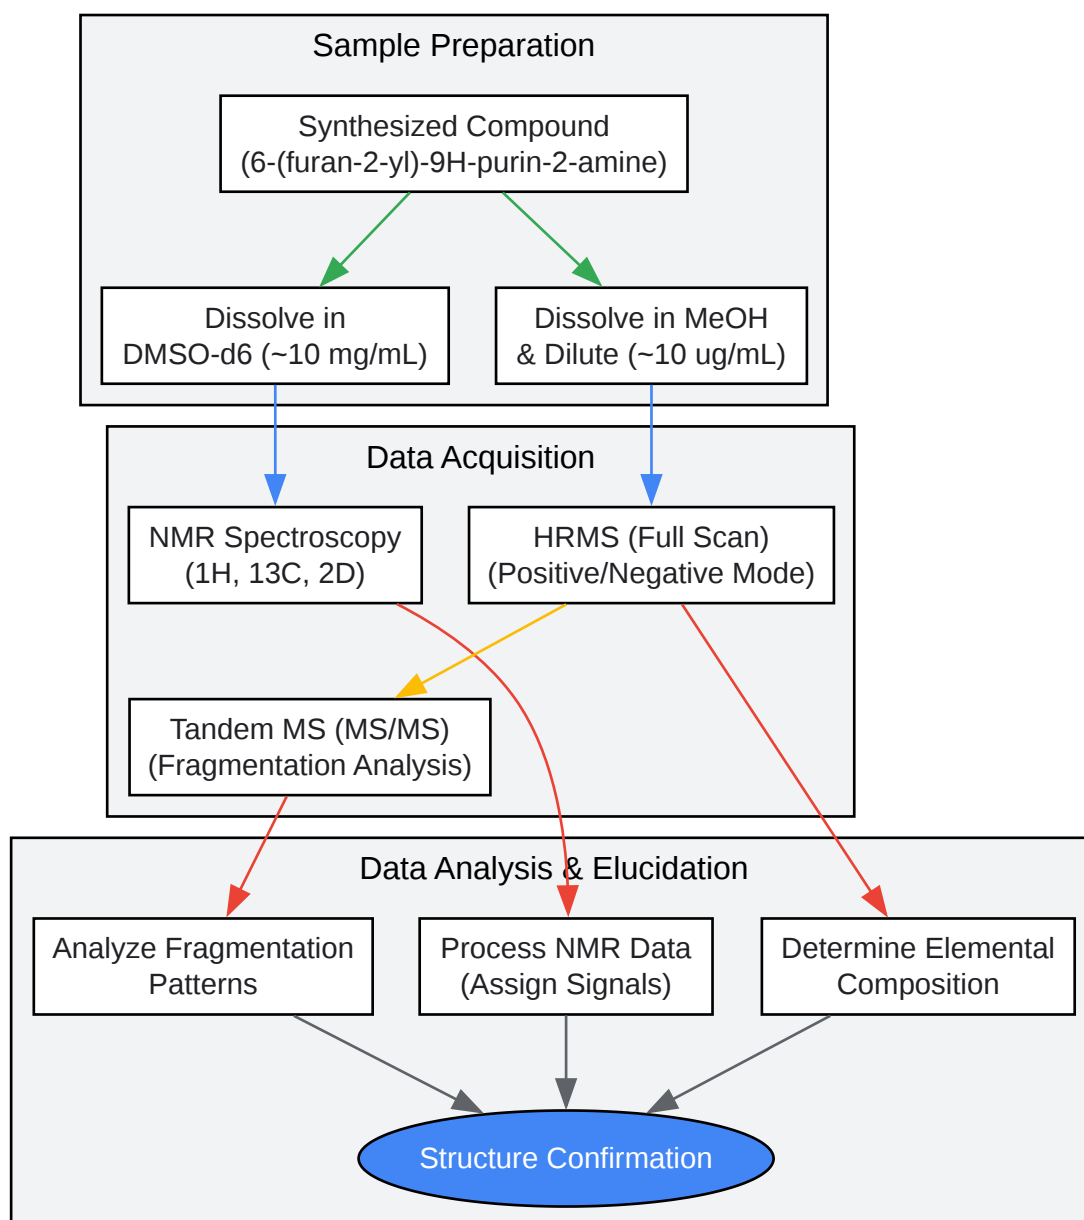 Sample Preparation
Synthesized Compound
(6-(furan-2-yl)-9H-purin-2-amine)
Dissolve in
DMSO-d6 (~10 mg/mL)
Dissolve in MeOH
& Dilute (~10 ug/mL)
Data Acquisition
NMR Spectroscopy
(1H, 13C, 2D)
HRMS (Full Scan)
(Positive/Negative Mode)
Tandem MS (MS/MS)
(Fragmentation Analysis)
Data Analysis & Elucidation
Analyze Fragmentation
Patterns
Process NMR Data
(Assign Signals)
Determine Elemental
Composition
Structure Confirmation